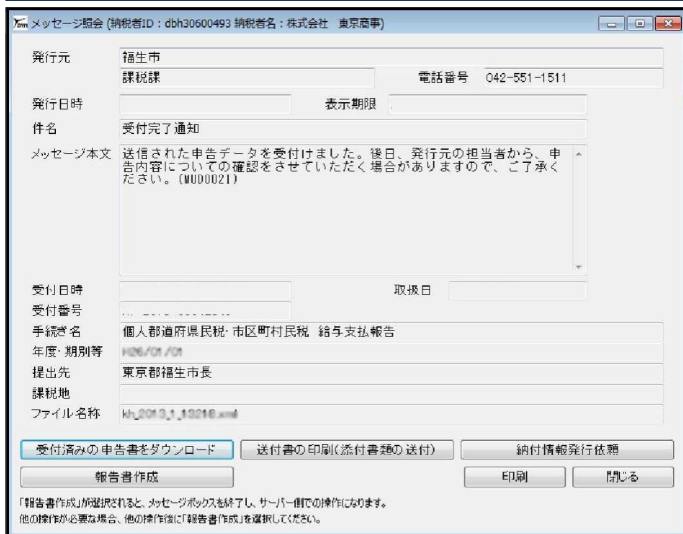 メッセージ照会 (納税者ID：dbh30600493 納税者名：株式会社　東京商事)
発行元 福生市
課税課 電話番号 042-551-1511
発行日時 表示期限
件名 受付完了通知
メッセージ本文 送信された申告データを受付けました。後日、発行元の担当者から、申
告内容についての確認をさせていただく場合がありますので、ご了承く
ださい。(MUD0021)
受付日時 取扱日
受付番号
手続き名 個人都道府県民税・市区町村民税　給与支払報告
年度・期別等 H26/01/01
提出先 東京都福生市長
課税地
ファイル名称 kh_2013_1_13218.xml
受付済みの申告書をダウンロード 送付書の印刷(添付書類の送付) 納付情報発行依頼
報告書作成 印刷 閉じる
「報告書作成」が選択されると、メッセージボックスを終了し、サーバー側での操作になります。
他の操作が必要な場合、他の操作後に「報告書作成」を選択してください。